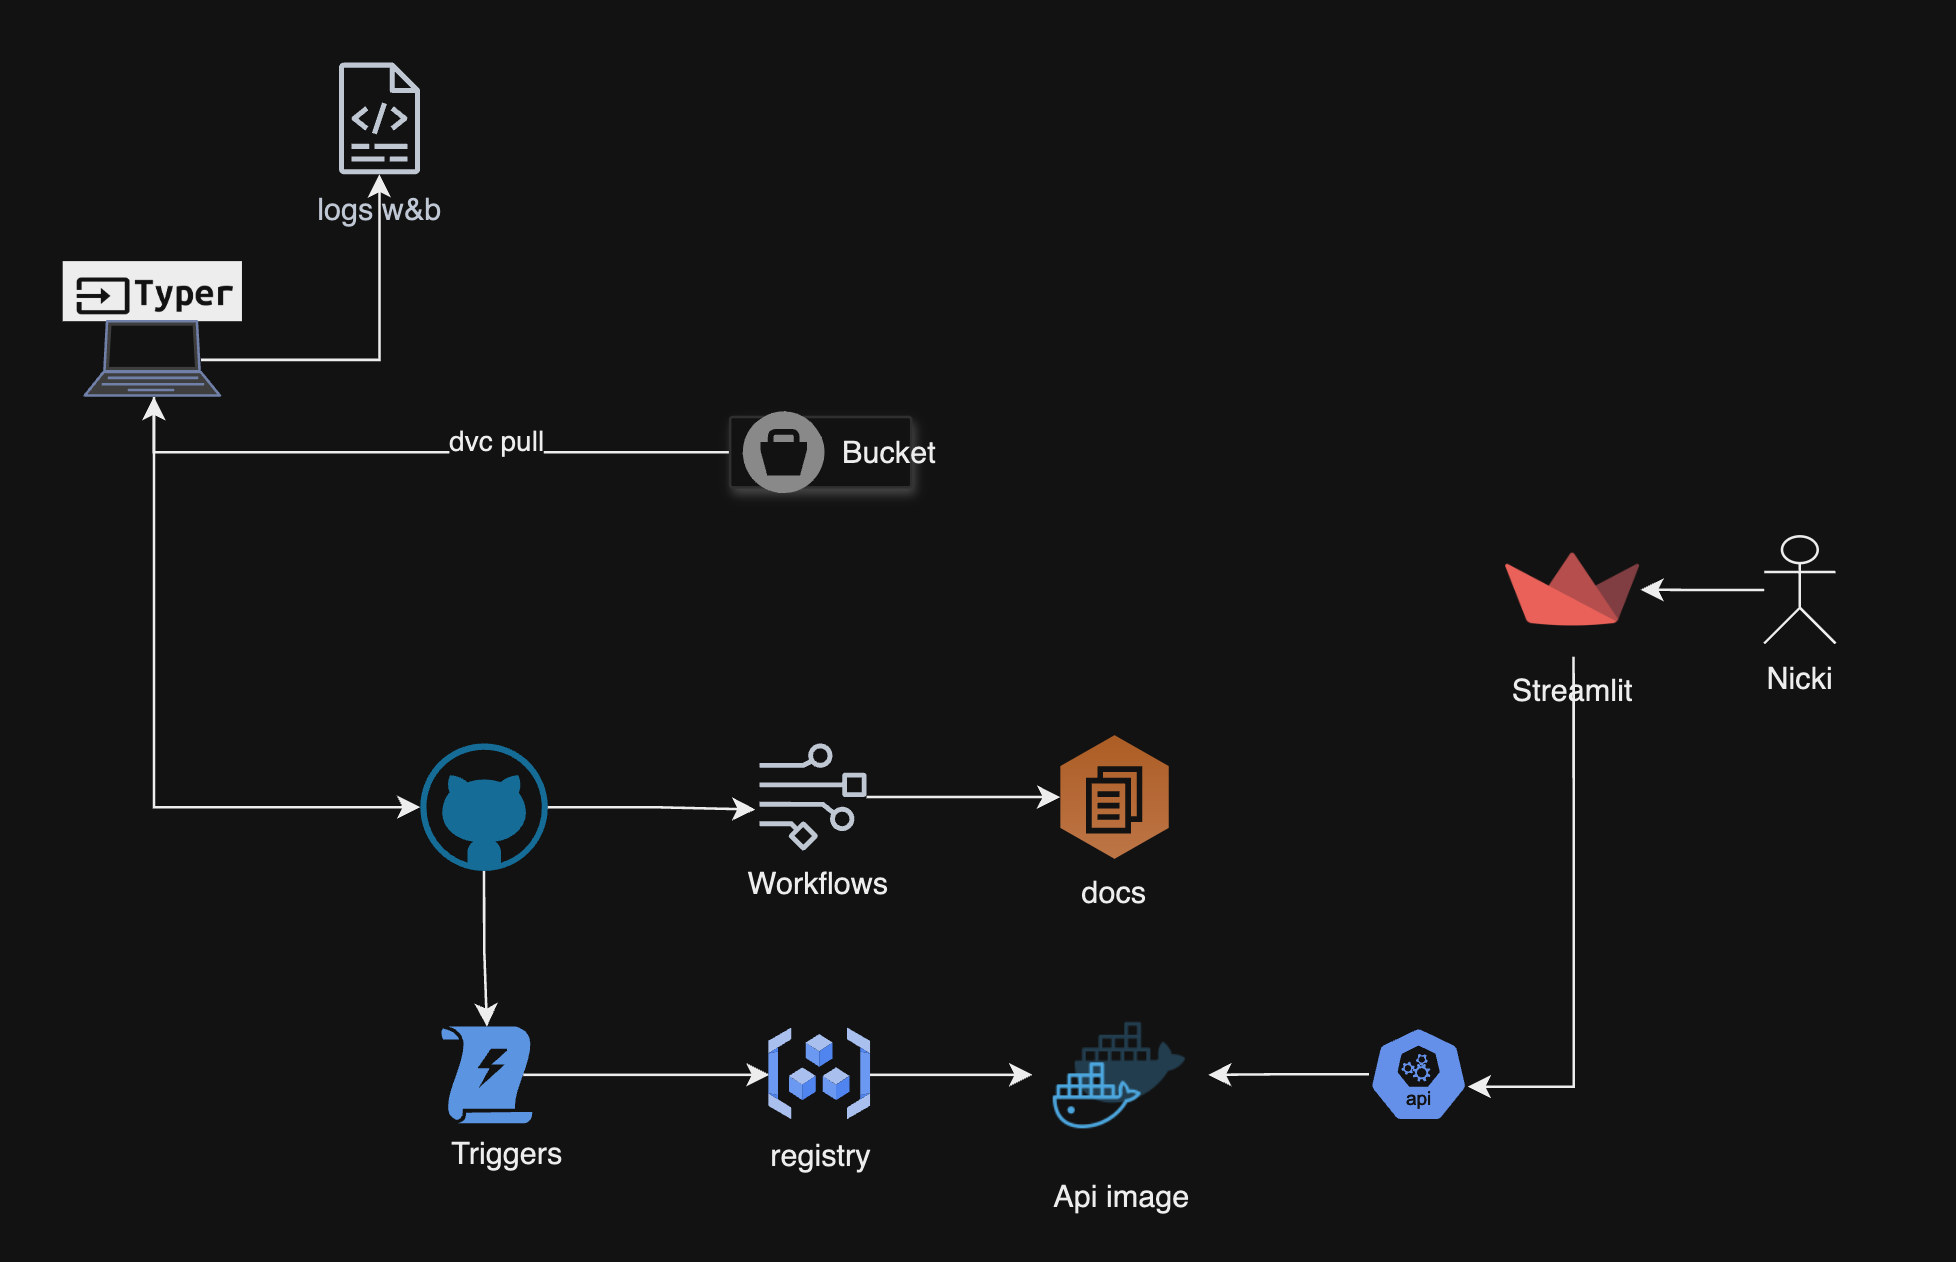 logs w&b
Typer
dvc pull
Bucket
Streamlit
Nicki
Workflows
docs
api
Triggers
registry
Api image